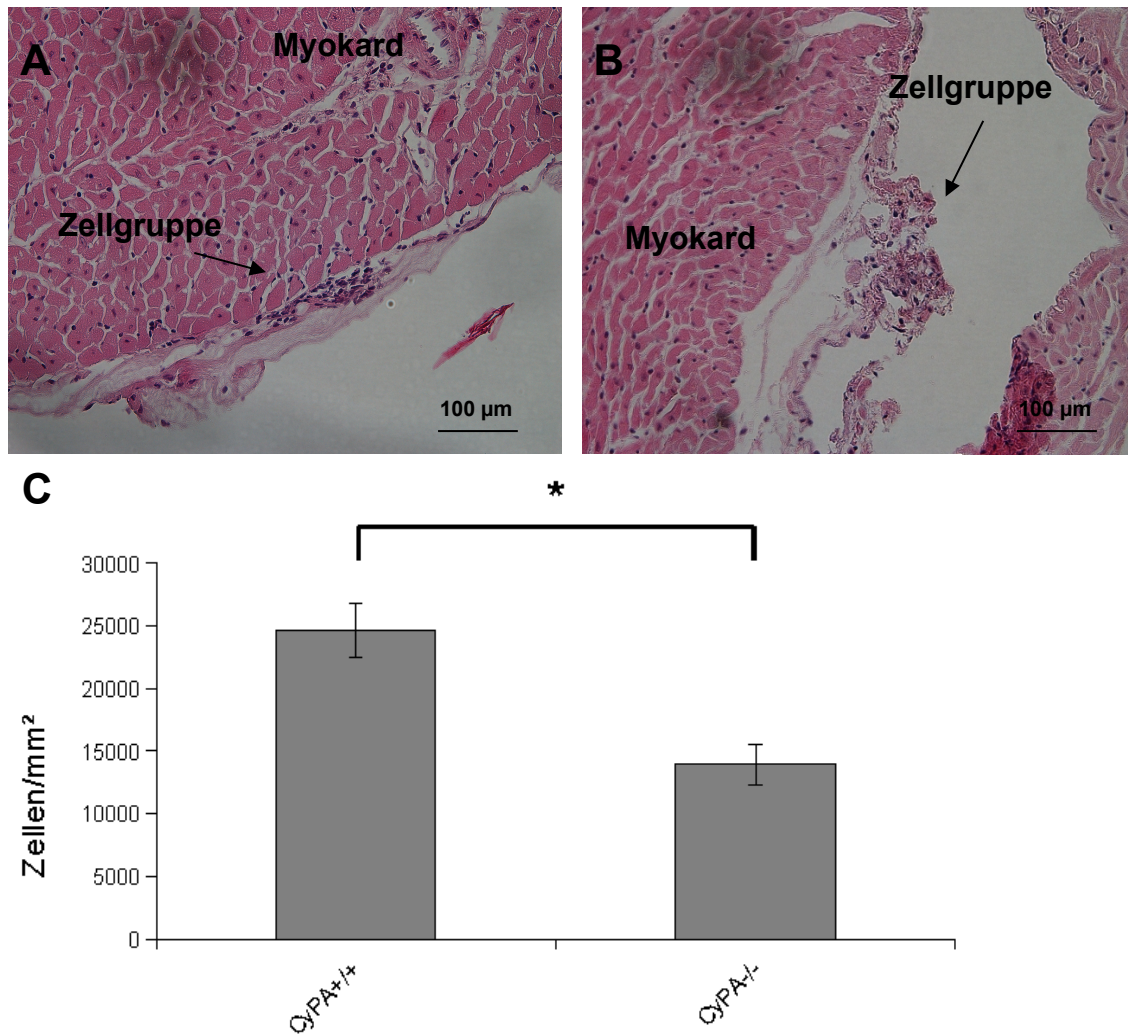 A
Myokard
Zellgruppe
100 µm
B
Zellgruppe
Myokard
100 µm
C
*
30000
25000
20000
15000
10000
5000
0
Zellen/mm²
CyPA+/+
CyPA-/-